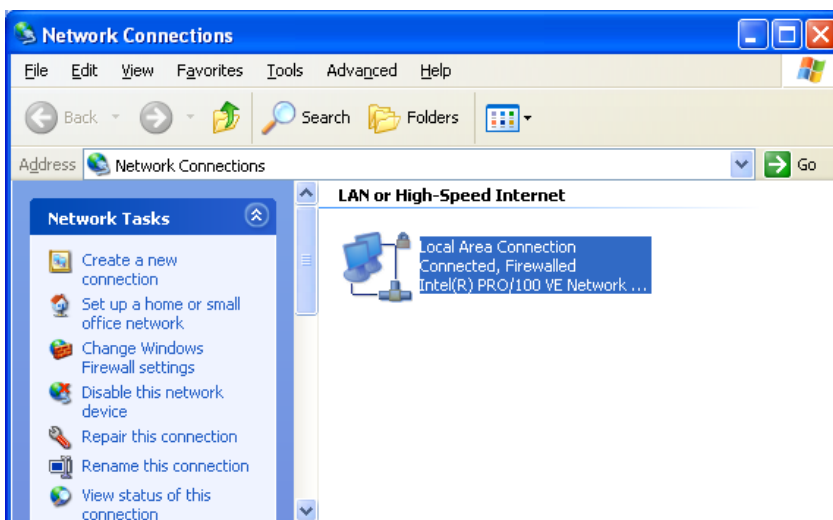 Network Connections
File Edit View Favorites Tools Advanced Help
Back Search Folders
Address Network Connections Go
Network Tasks
Create a new
connection
Set up a home or small
office network
Change Windows
Firewall settings
Disable this network
device
Repair this connection
Rename this connection
View status of this
connection
LAN or High-Speed Internet
Local Area Connection
Connected, Firewalled
Intel(R) PRO/100 VE Network ...